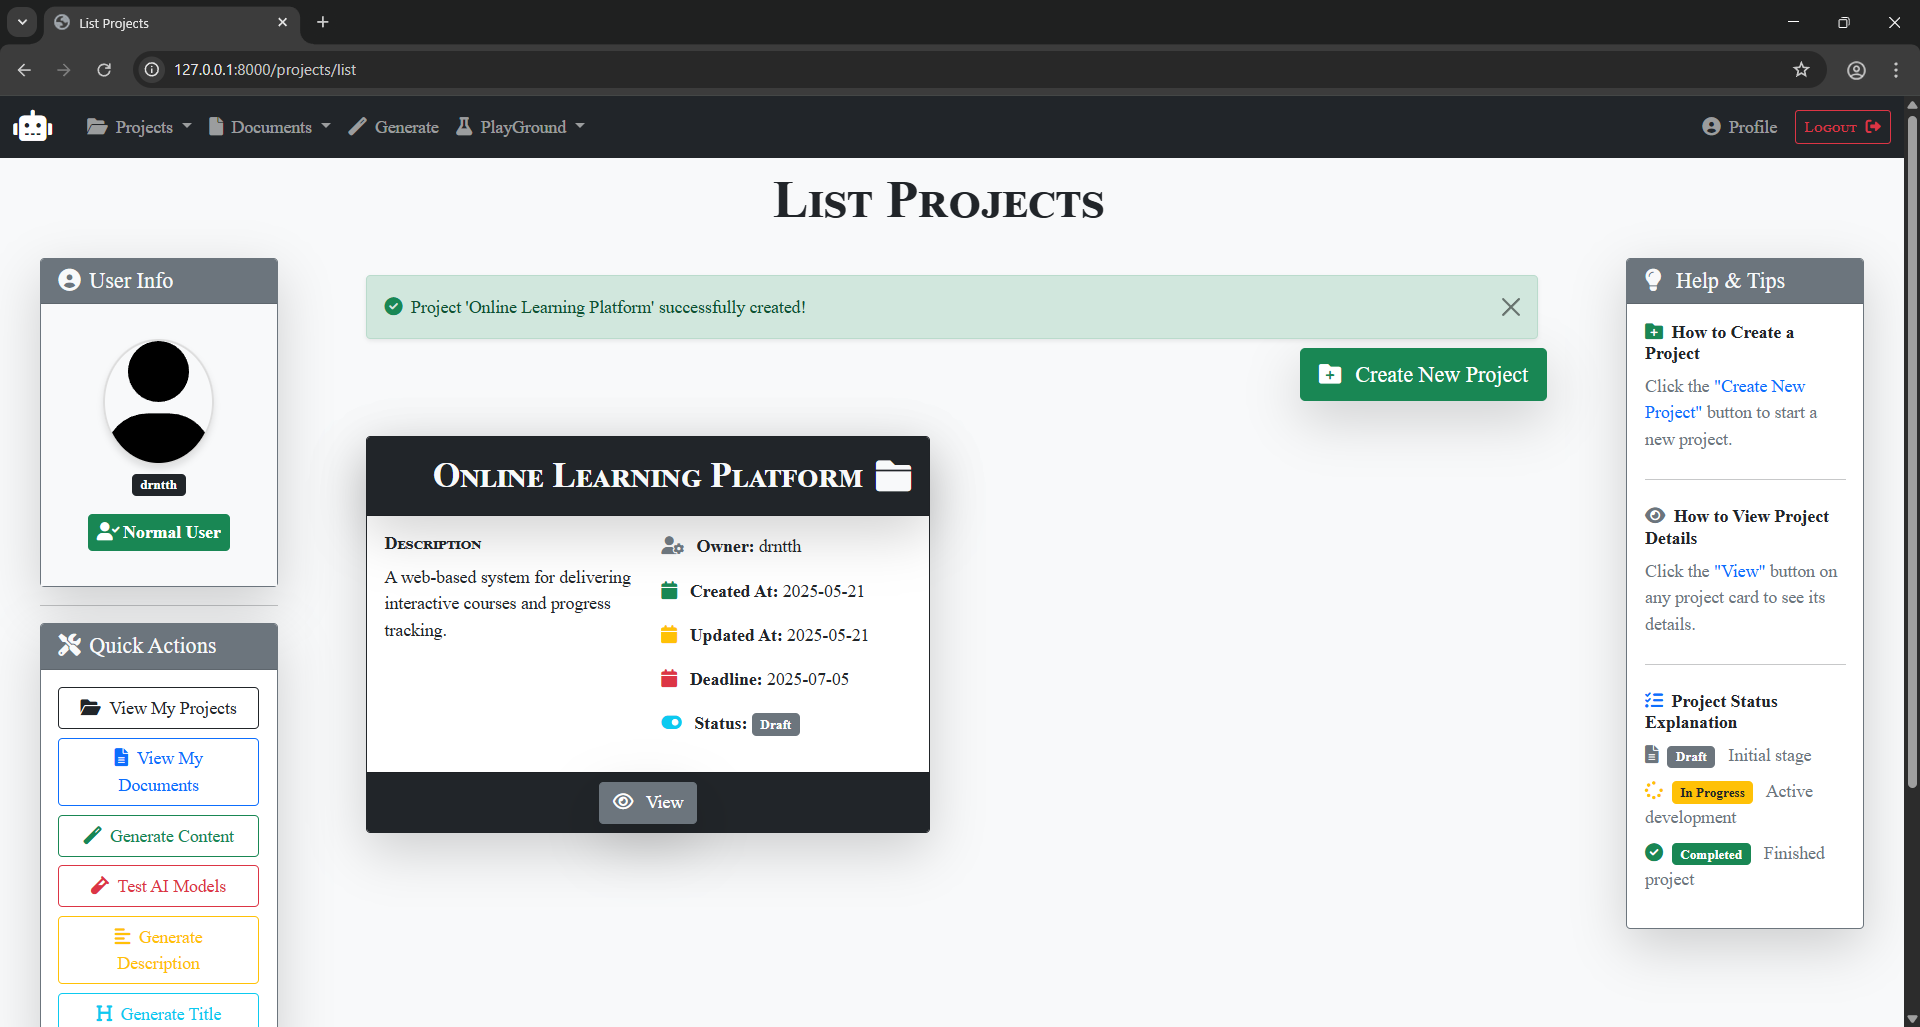 List Projects
127.0.0.1:8000/projects/list
Projects
Documents
Generate
PlayGround
Profile
Logout
List Projects
User Info
drntth
Normal User
Quick Actions
View My Projects
View My
Documents
Generate Content
Test AI Models
Generate
Description
Generate Title
Project 'Online Learning Platform' successfully created!
Create New Project
Online Learning Platform
Description
A web-based system for delivering
interactive courses and progress
tracking.
Owner: drntth
Created At: 2025-05-21
Updated At: 2025-05-21
Deadline: 2025-07-05
Status: Draft
View
Help & Tips
How to Create a
Project
Click the "Create New
Project" button to start a
new project.
How to View Project
Details
Click the "View" button on
any project card to see its
details.
Project Status
Explanation
Draft Initial stage
In Progress Active
development
Completed Finished
project